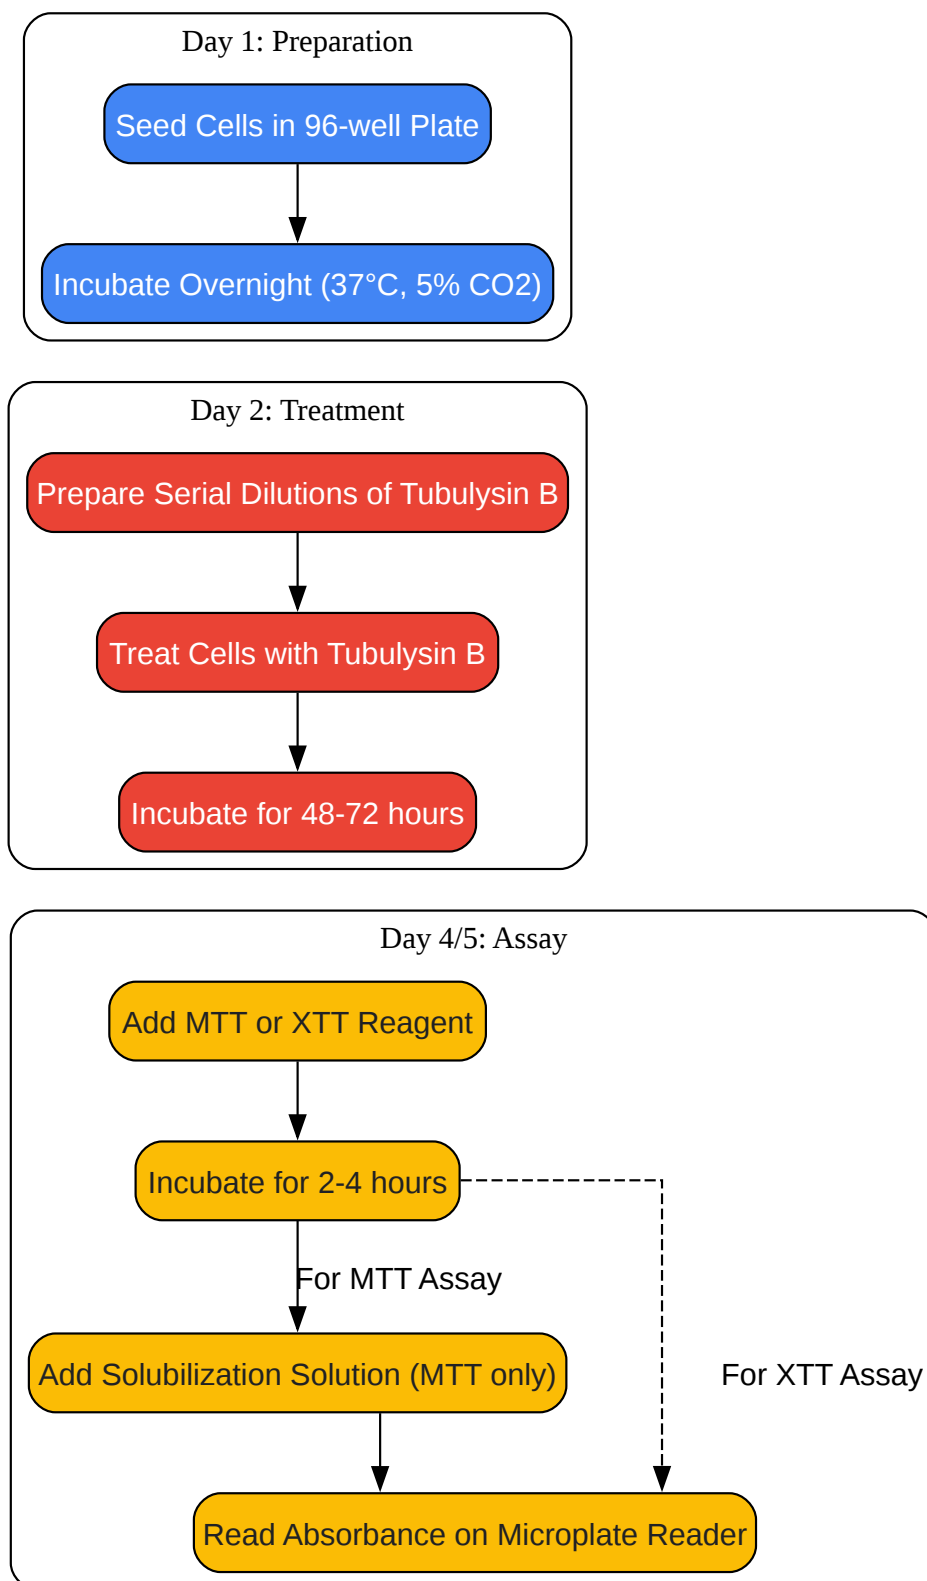 Day 1: Preparation
Seed Cells in 96-well Plate
Incubate Overnight (37°C, 5% CO2)
Day 2: Treatment
Prepare Serial Dilutions of Tubulysin B
Treat Cells with Tubulysin B
Incubate for 48-72 hours
Day 4/5: Assay
Add MTT or XTT Reagent
Incubate for 2-4 hours
For MTT Assay
Add Solubilization Solution (MTT only)
For XTT Assay
Read Absorbance on Microplate Reader